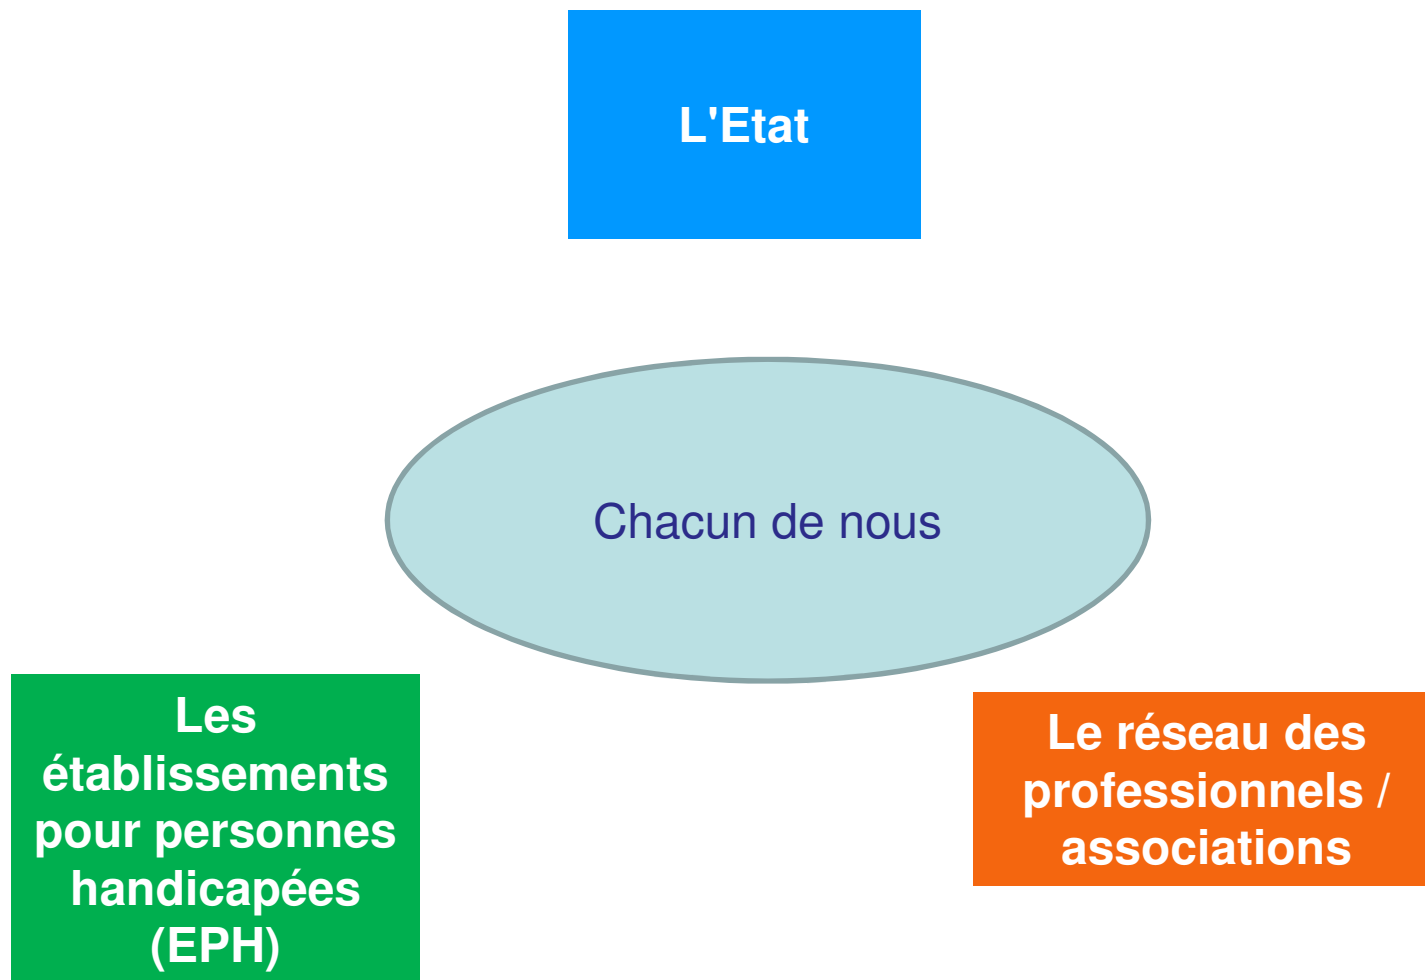 L'Etat
Chacun de nous
Les
établissements
pour personnes
handicapées
(EPH)
Le réseau des
professionnels /
associations